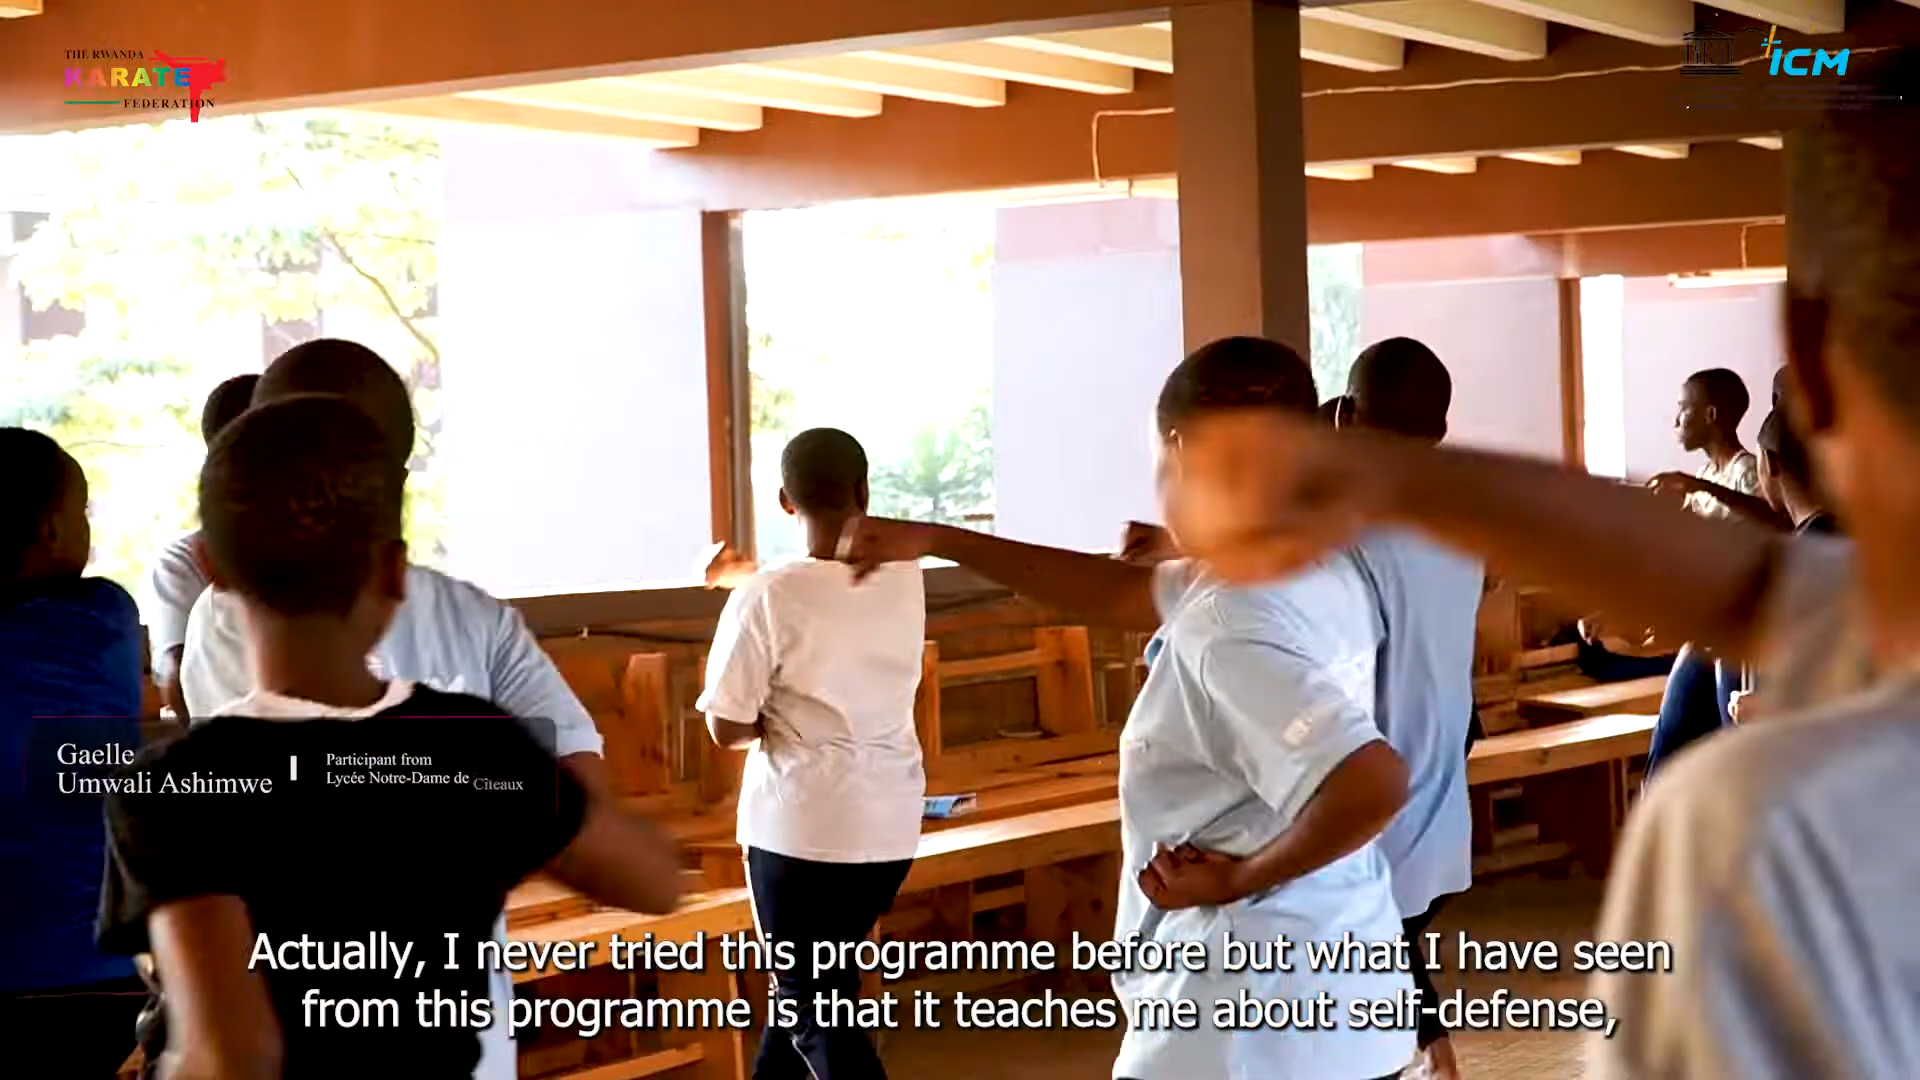 THE RWANDA
KARATE
FEDERATION
ICM
Gaelle
Umwali Ashimwe
Participant from
Lycée Notre-Dame de Cîteaux
Actually, I never tried this programme before but what I have seen
from this programme is that it teaches me about self-defense,